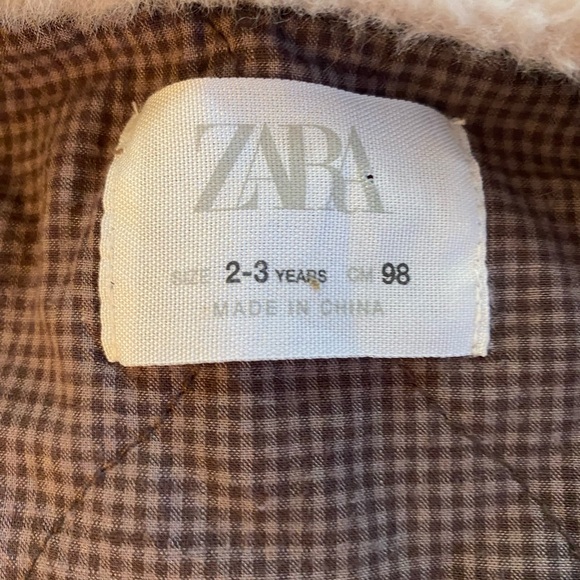 ZARA
SIZE 2-3 YEARS CM 98
MADE IN CHINA